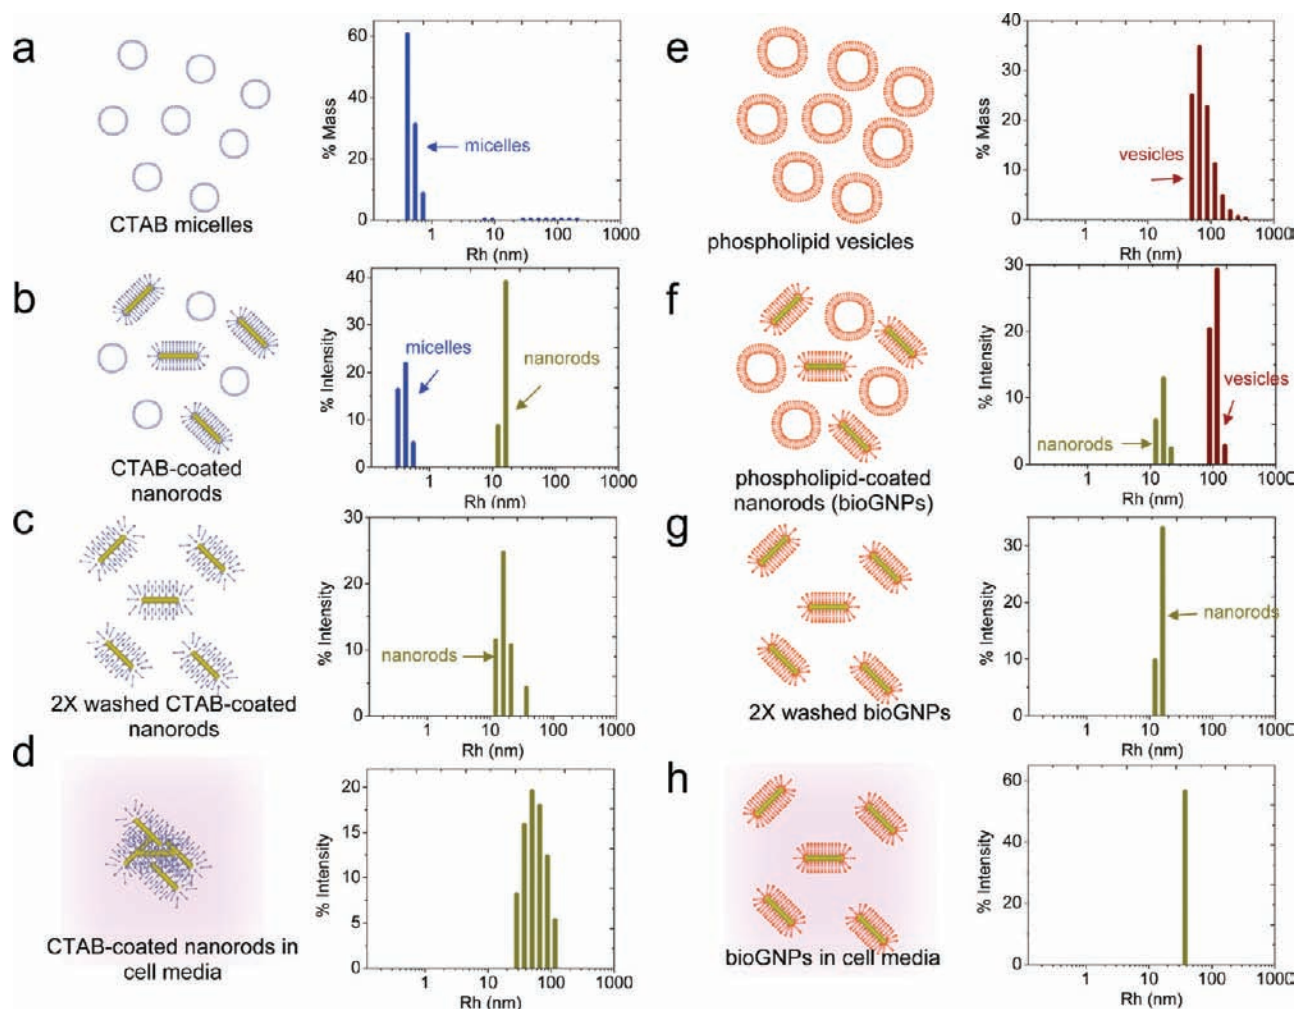 a
CTAB micelles
% Mass
60
40
20
0
micelles
1
10
100
1000
Rh (nm)
b
CTAB-coated
nanorods
% Intensity
40
30
20
10
0
micelles
nanorods
1
10
100
1000
Rh (nm)
c
2X washed CTAB-coated
nanorods
% Intensity
30
20
10
0
nanorods
1
10
100
1000
Rh (nm)
d
CTAB-coated nanorods in
cell media
% Intensity
20
15
10
5
0
1
10
100
1000
Rh (nm)
e
phospholipid vesicles
% Mass
40
30
20
10
0
vesicles
1
10
100
1000
Rh (nm)
f
phospholipid-coated
nanorods (bioGNPs)
% Intensity
30
20
10
0
nanorods
vesicles
1
10
100
1000
Rh (nm)
g
2X washed bioGNPs
% Intensity
30
20
10
0
nanorods
1
10
100
1000
Rh (nm)
h
bioGNPs in cell media
% Intensity
60
40
20
0
1
10
100
1000
Rh (nm)